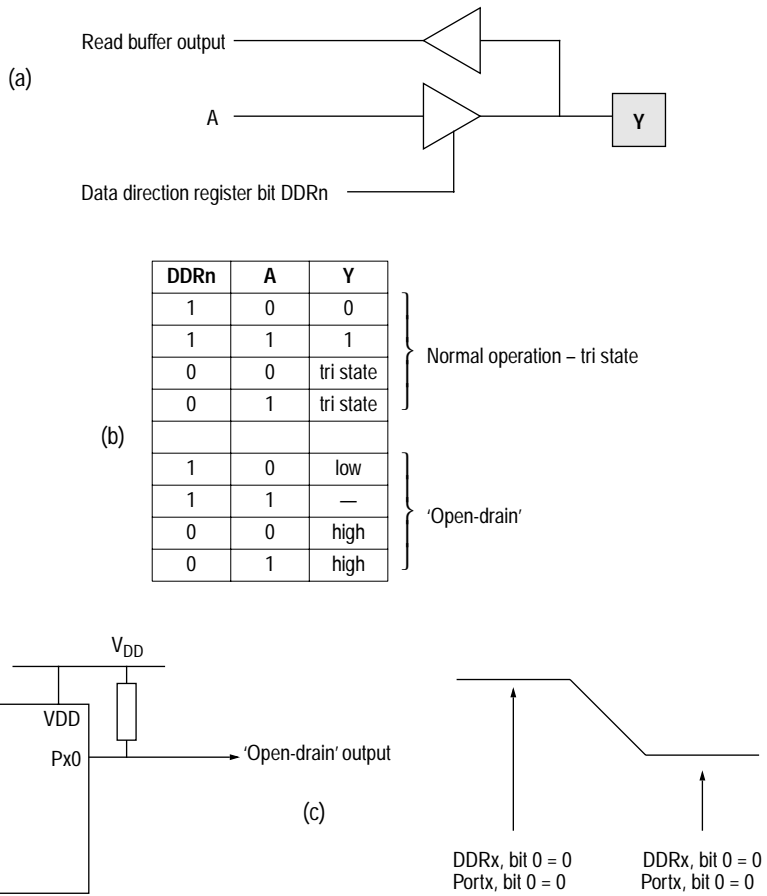 Read buffer output
(a)
A
Y
Data direction register bit DDRn
DDRn A Y
1 0 0
1 1 1
0 0 tri state
0 1 tri state
Normal operation – tri state
(b)
1 0 low
1 1 —
0 0 high
0 1 high
'Open-drain'
VDD
VDD
Px0
'Open-drain' output
(c)
DDRx, bit 0 = 0
Portx, bit 0 = 0
DDRx, bit 0 = 0
Portx, bit 0 = 0